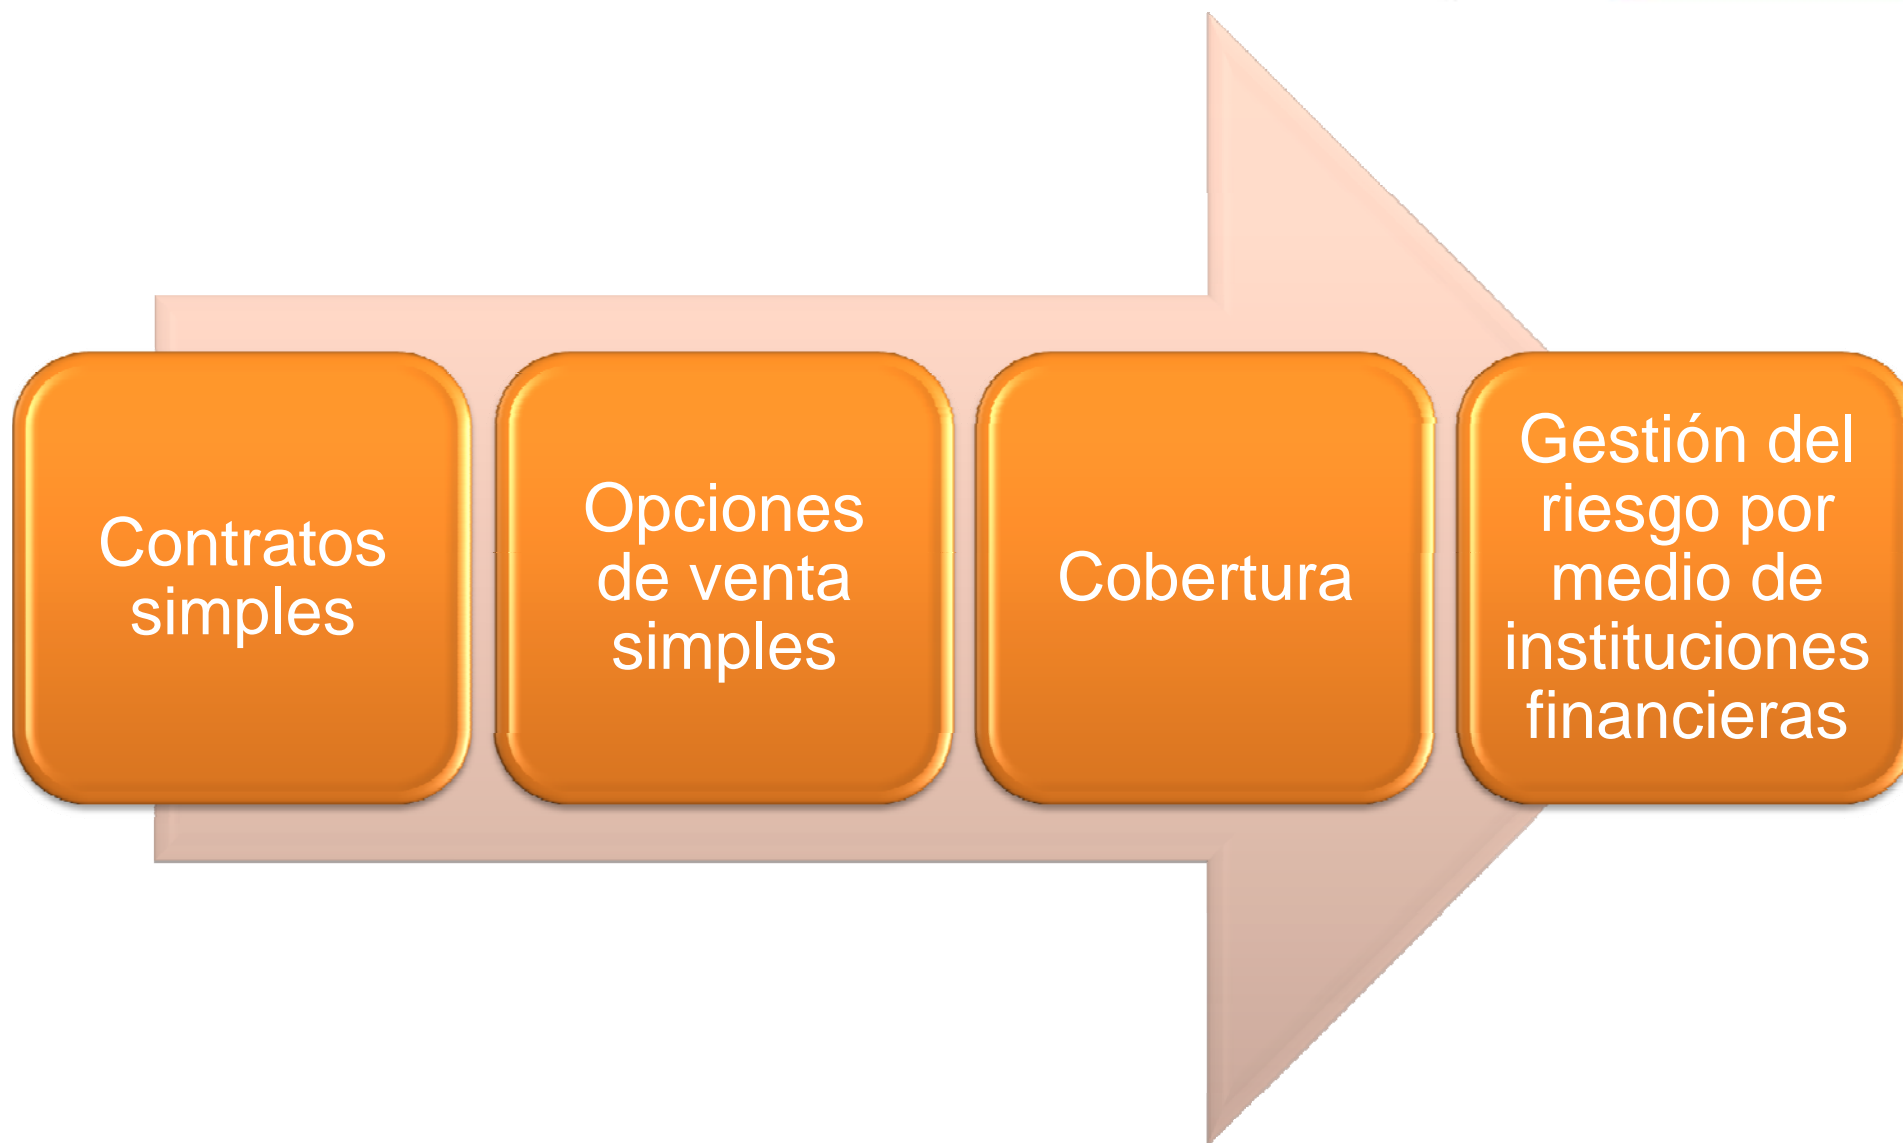 Contratos
simples
Opciones
de venta
simples
Cobertura
Gestión del
riesgo por
medio de
instituciones
financieras